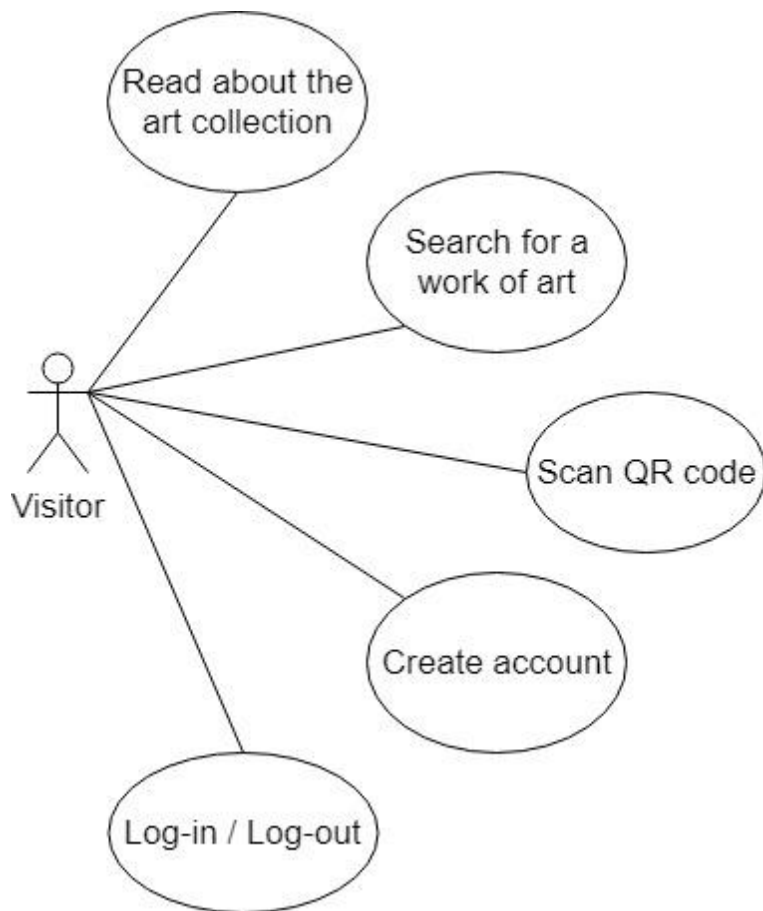 Read about the
art collection
Search for a
work of art
Scan QR code
Visitor
Create account
Log-in / Log-out